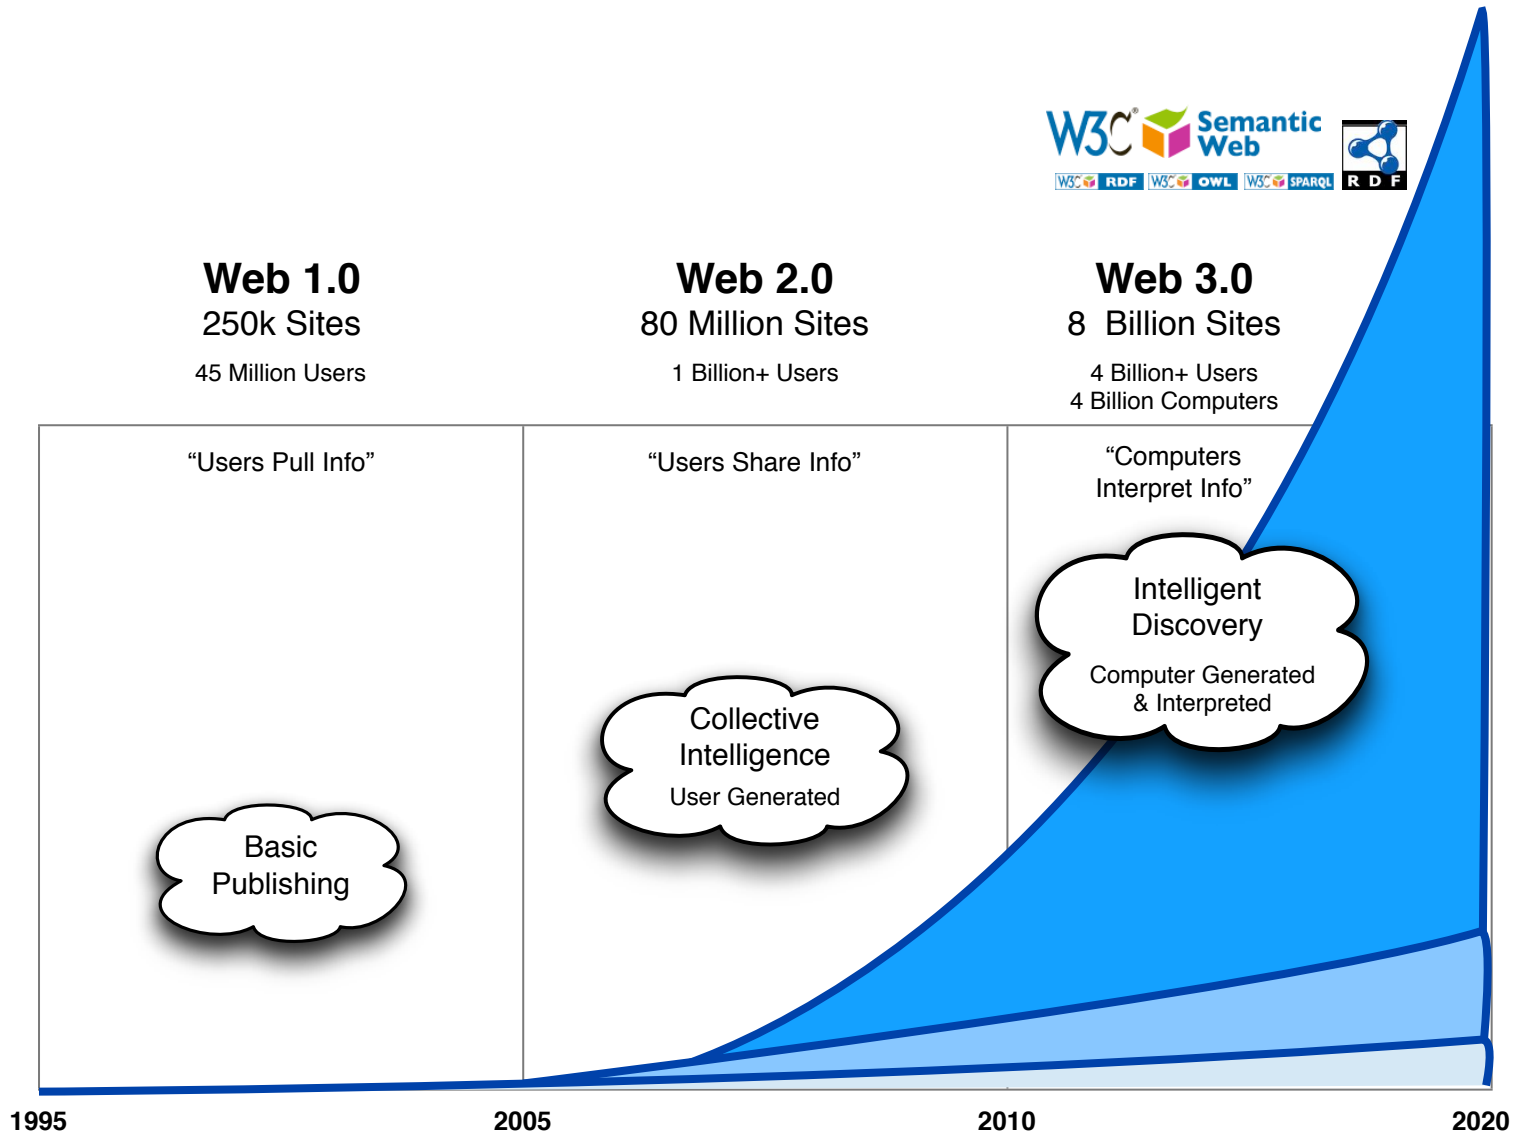 W3C® Semantic
Web
W3C RDF W3C OWL W3C SPARQL RDF
Web 1.0
250k Sites
45 Million Users
Web 2.0
80 Million Sites
1 Billion+ Users
Web 3.0
8 Billion Sites
4 Billion+ Users
4 Billion Computers
“Users Pull Info”
“Users Share Info”
“Computers
Interpret Info”
Basic
Publishing
Collective
Intelligence
User Generated
Intelligent
Discovery
Computer Generated
& Interpreted
1995 2005 2010 2020